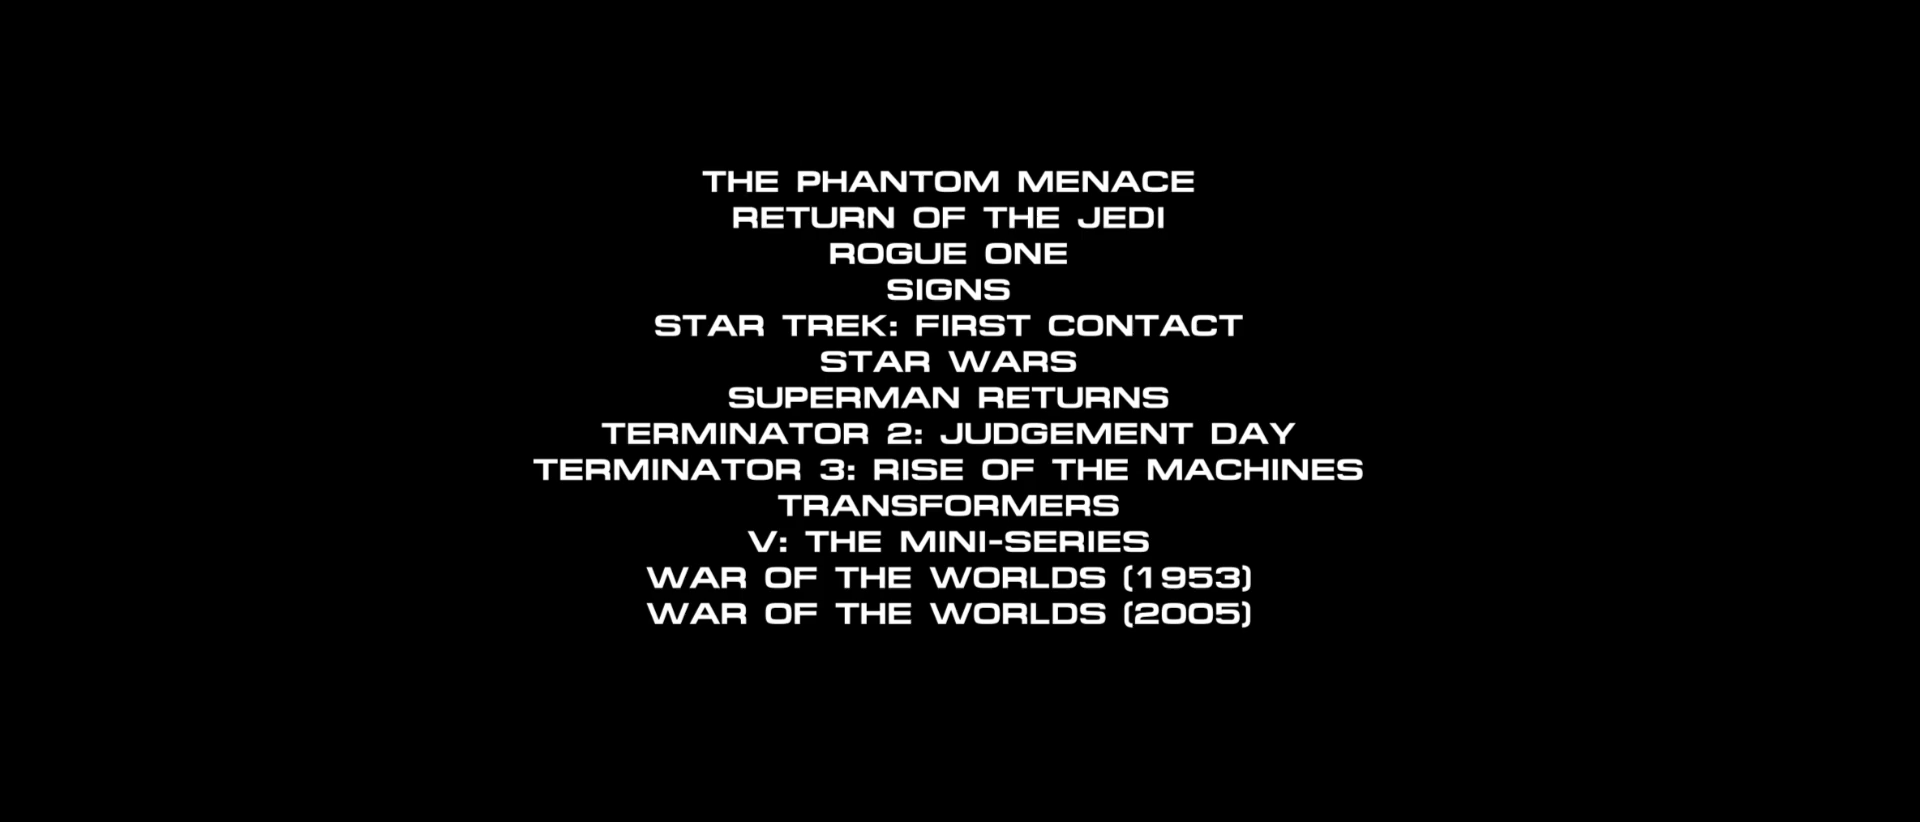 THE PHANTOM MENACE
RETURN OF THE JEDI
ROGUE ONE
SIGNS
STAR TREK: FIRST CONTACT
STAR WARS
SUPERMAN RETURNS
TERMINATOR 2: JUDGEMENT DAY
TERMINATOR 3: RISE OF THE MACHINES
TRANSFORMERS
V: THE MINI-SERIES
WAR OF THE WORLDS (1953)
WAR OF THE WORLDS (2005)